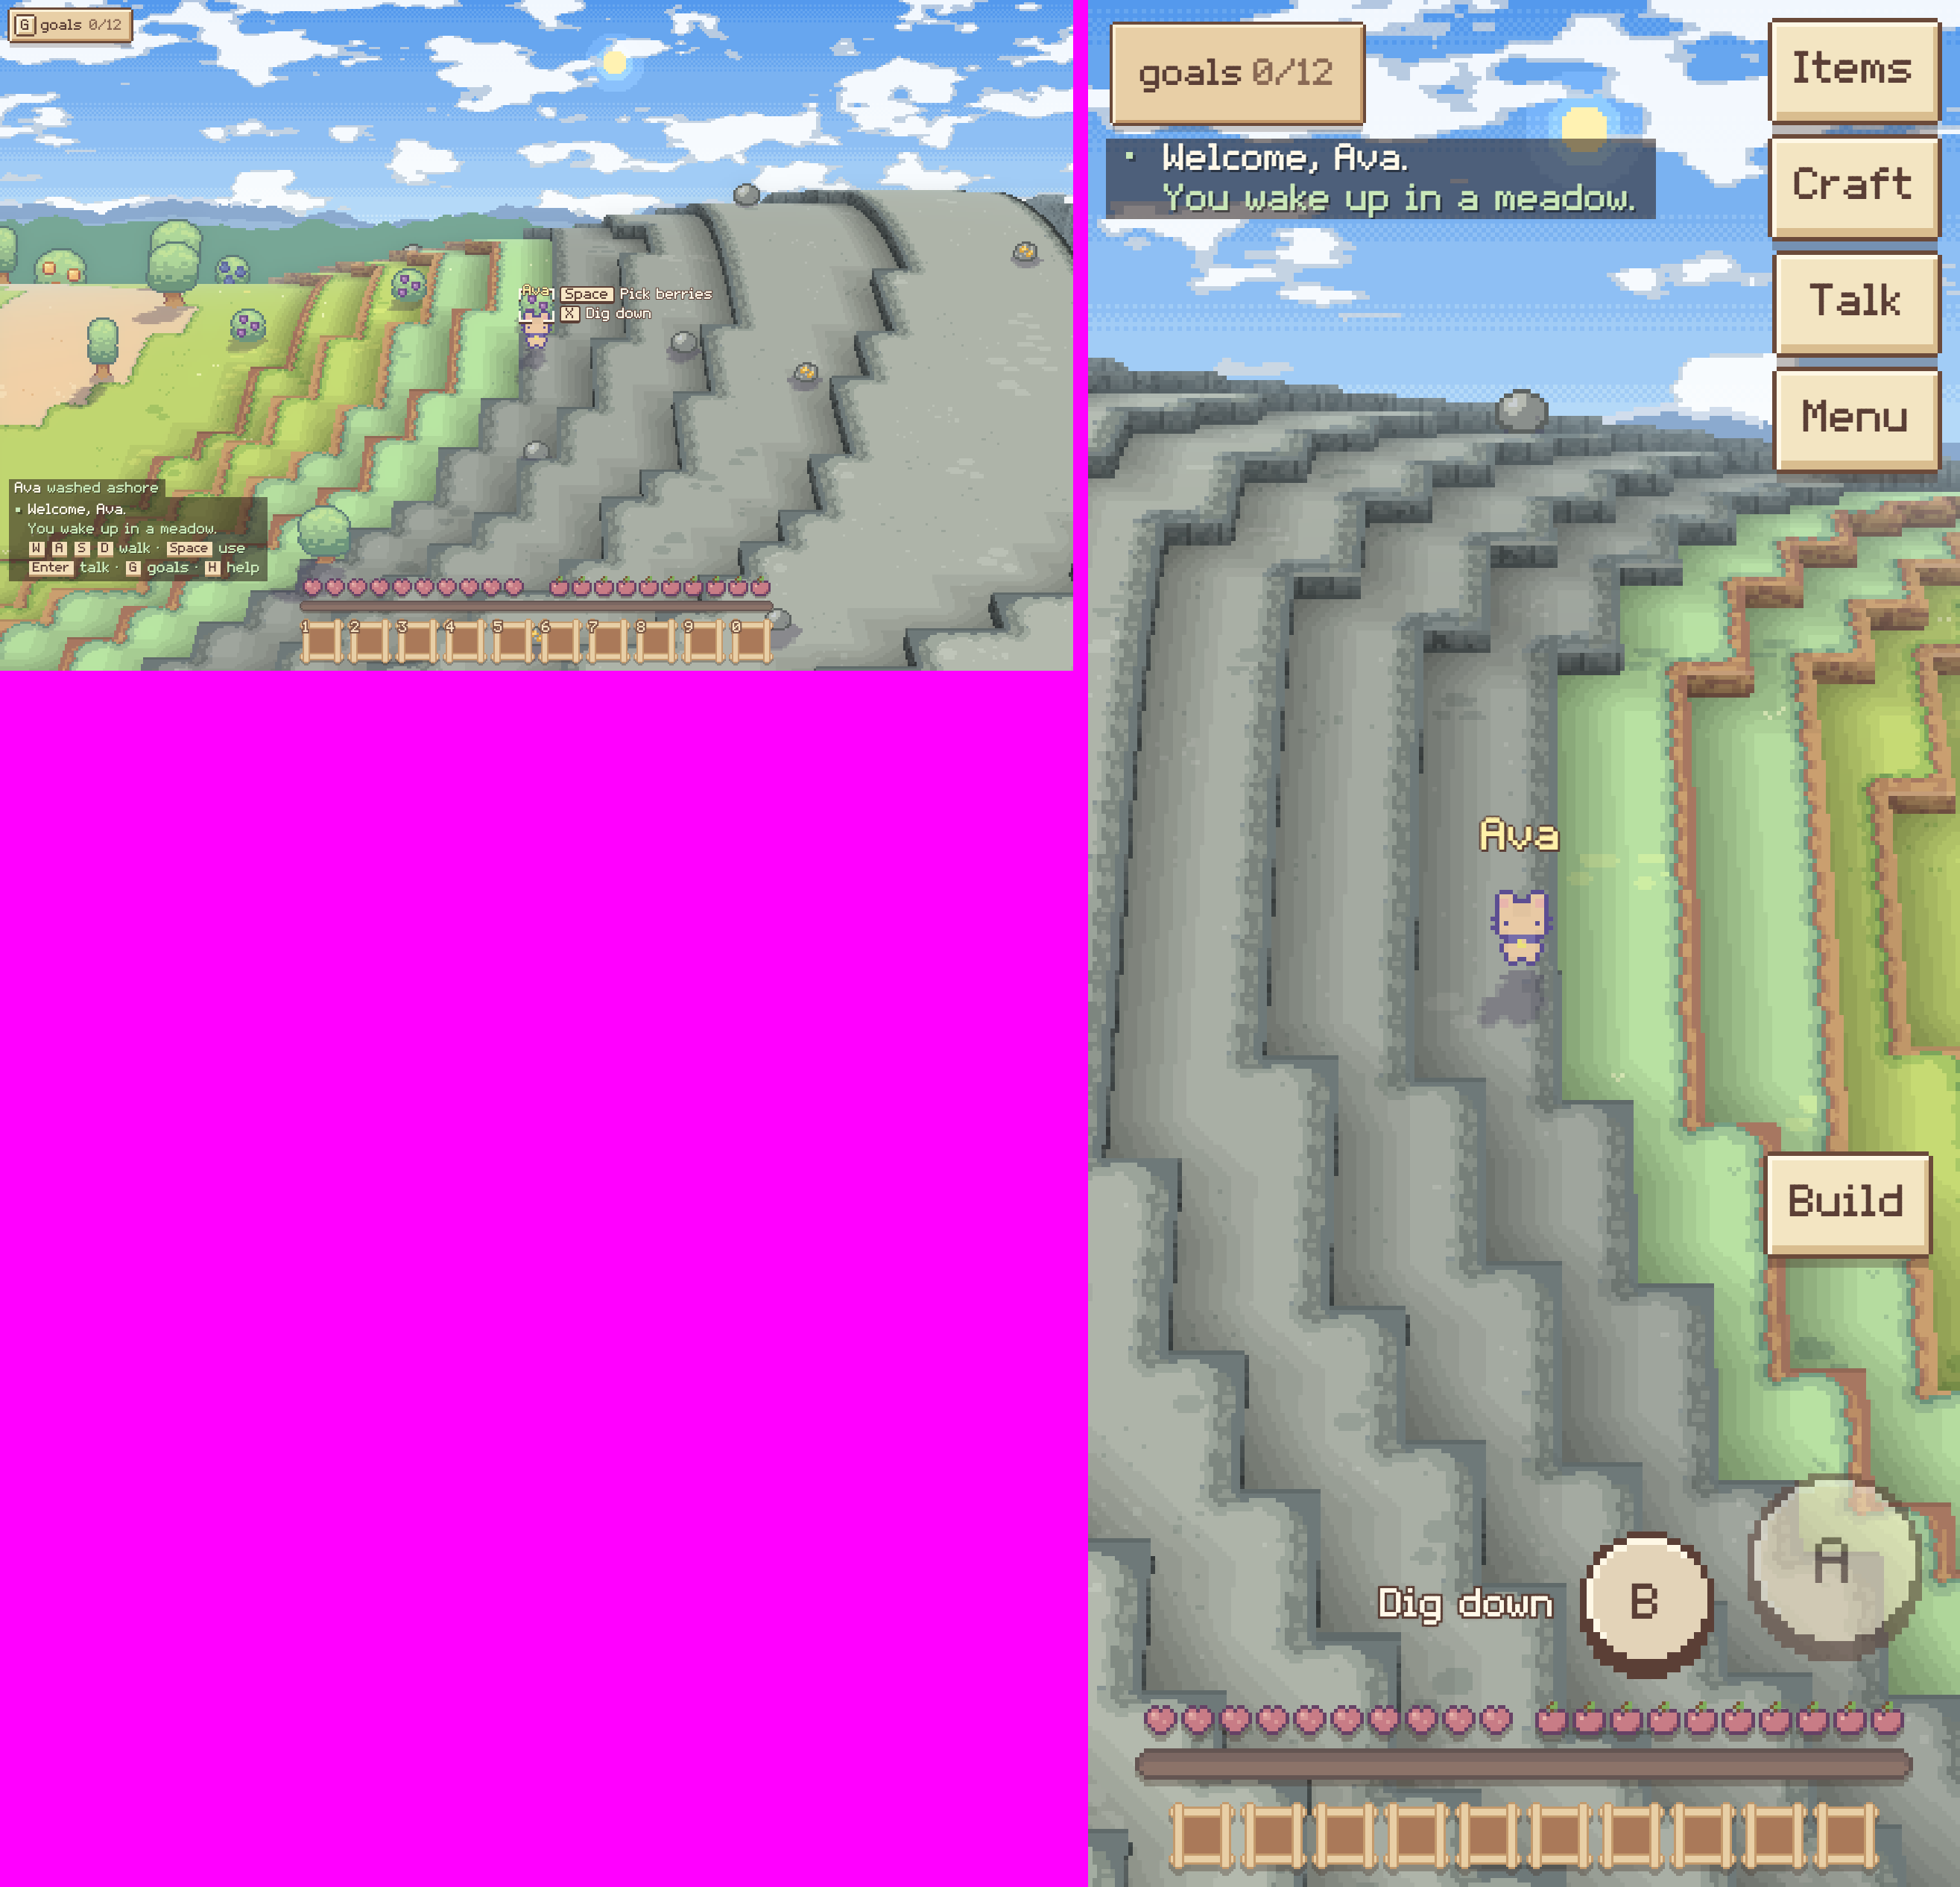 G goals 0/12
Ava
Space Pick berries
X Dig down
Ava washed ashore
Welcome, Ava.
You wake up in a meadow.
W A S D walk · Space use
Enter talk · G goals · H help
1 2 3 4 5 6 7 8 9 0
goals 0/12
Welcome, Ava.
You wake up in a meadow.
Items
Craft
Talk
Menu
Ava
Build
A
Dig down B